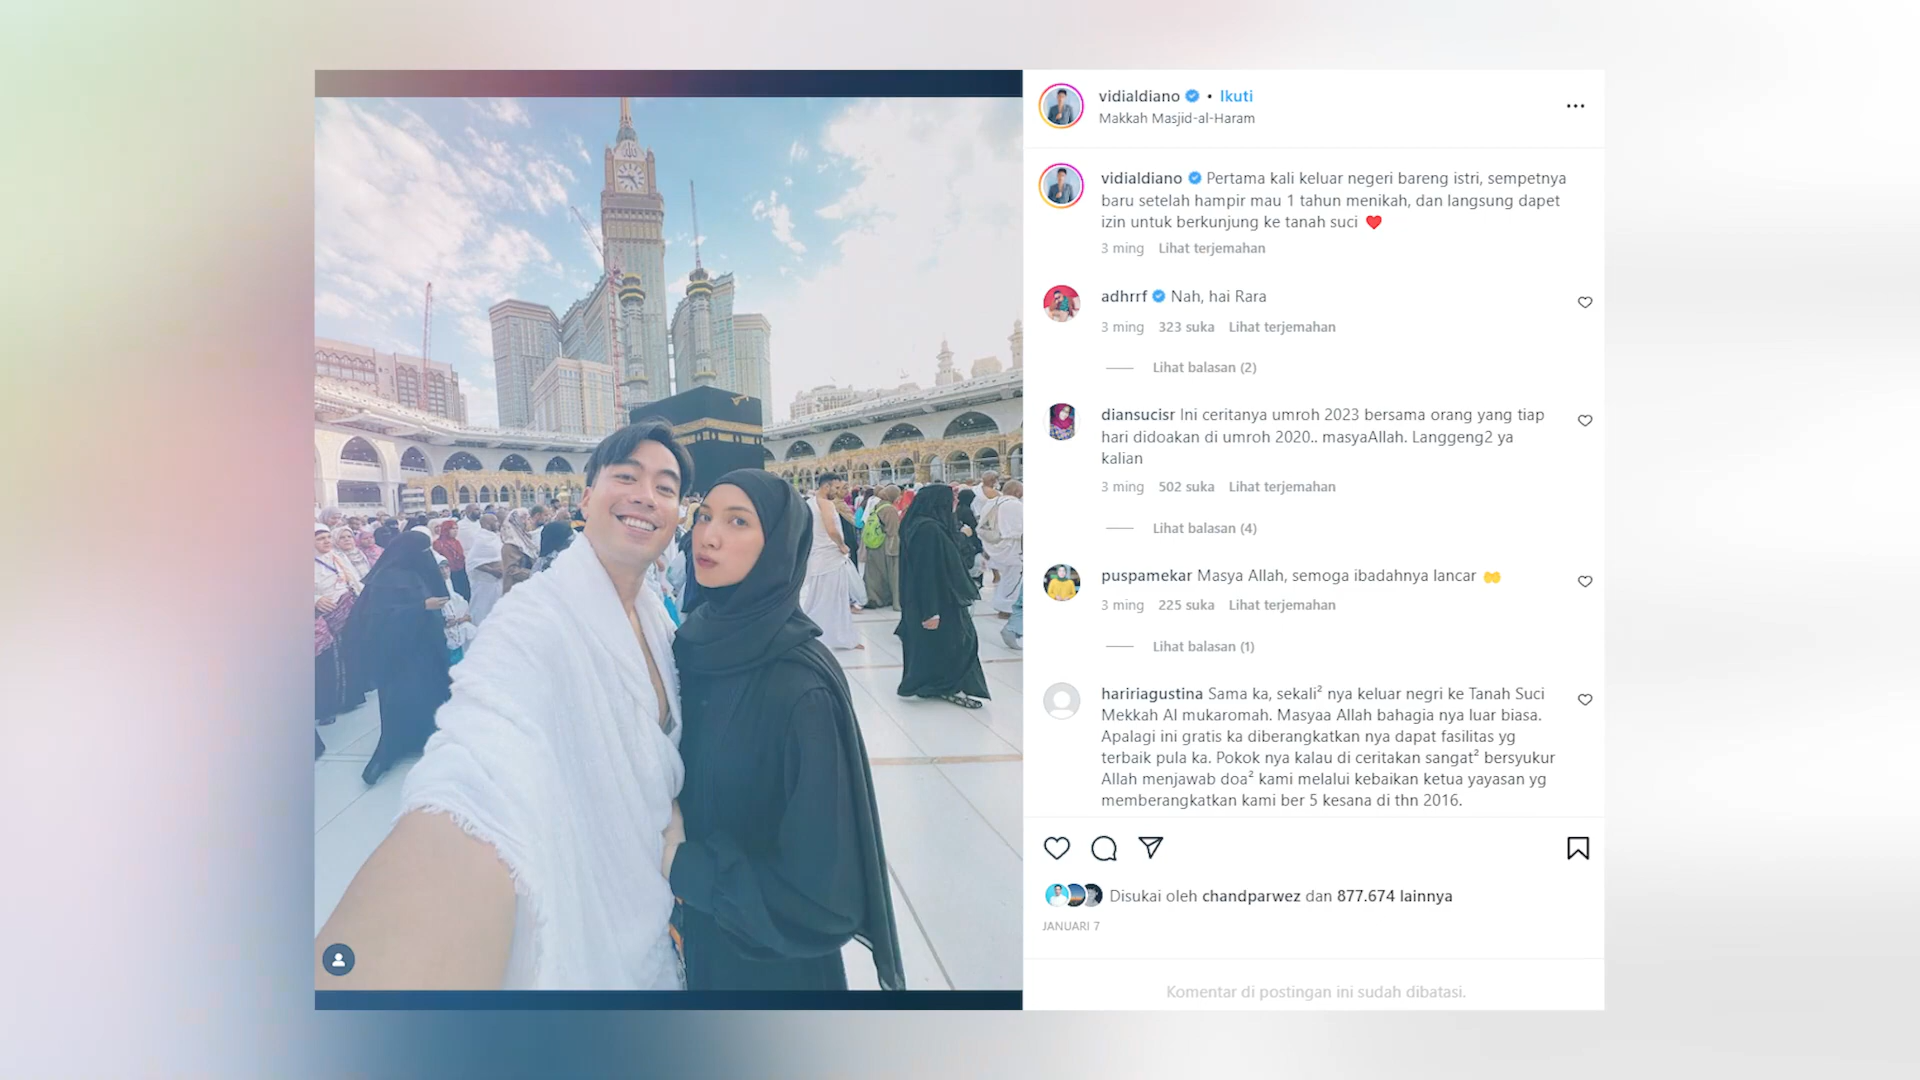 vidialdiano • Ikuti
Makkah Masjid-al-Haram
vidialdiano Pertama kali keluar negeri bareng istri, sempetnya
baru setelah hampir mau 1 tahun menikah, dan langsung dapet
izin untuk berkunjung ke tanah suci ❤️
3 ming Lihat terjemahan
adhrrf Nah, hai Rara
3 ming 323 suka Lihat terjemahan
Lihat balasan (2)
diansucisr Ini ceritanya umroh 2023 bersama orang yang tiap
hari didoakan di umroh 2020.. masyaAllah. Langgeng2 ya
kalian
3 ming 502 suka Lihat terjemahan
Lihat balasan (4)
puspamekar Masya Allah, semoga ibadahnya lancar 🤲
3 ming 225 suka Lihat terjemahan
Lihat balasan (1)
haririagustina Sama ka, sekali² nya keluar negri ke Tanah Suci
Mekkah Al mukaromah. Masyaa Allah bahagia nya luar biasa.
Apalagi ini gratis ka diberangkatkan nya dapat fasilitas yg
terbaik pula ka. Pokok nya kalau di ceritakan sangat² bersyukur
Allah menjawab doa² kami melalui kebaikan ketua yayasan yg
memberangkatkan kami ber 5 kesana di thn 2016.
Disukai oleh chandparwez dan 877.674 lainnya
JANUARI 7
Komentar di postingan ini sudah dibatasi.